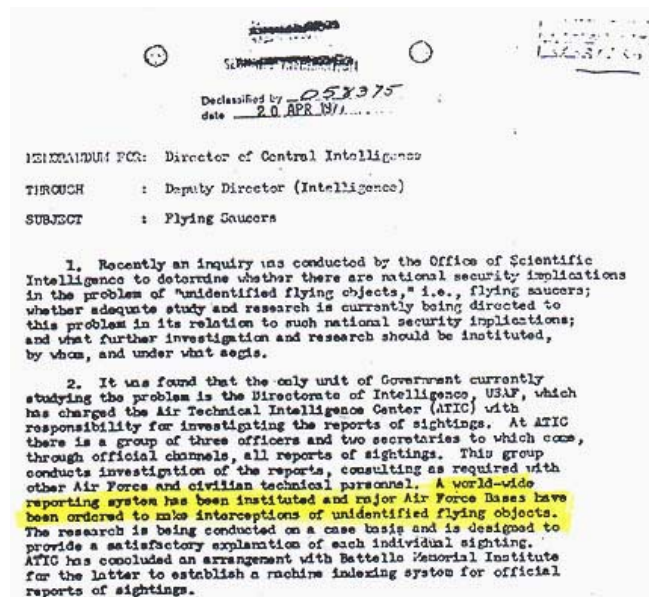 Declassified by 058375
date 20 APR 1977
MEMORANDUM FOR: Director of Central Intelligence
THROUGH : Deputy Director (Intelligence)
SUBJECT : Flying Saucers
1. Recently an inquiry was conducted by the Office of Scientific
Intelligence to determine whether there are national security implications
in the problem of "unidentified flying objects," i.e., flying saucers;
whether adequate study and research is currently being directed to
this problem in its relation to such national security implications;
and what further investigation and research should be instituted,
by whom, and under what aegis.
2. It was found that the only unit of Government currently
studying the problem is the Directorate of Intelligence, USAF, which
has charged the Air Technical Intelligence Center (ATIC) with
responsibility for investigating the reports of sightings. At ATIC
there is a group of three officers and two secretaries to which come,
through official channels, all reports of sightings. This group
conducts investigation of the reports, consulting as required with
other Air Force and civilian technical personnel. A world-wide
reporting system has been instituted and major Air Force Bases have
been ordered to make interceptions of unidentified flying objects.
The research is being conducted on a case basis and is designed to
provide a satisfactory explanation of each individual sighting.
ATIC has concluded an arrangement with Battelle Memorial Institute
for the latter to establish a machine indexing system for official
reports of sightings.